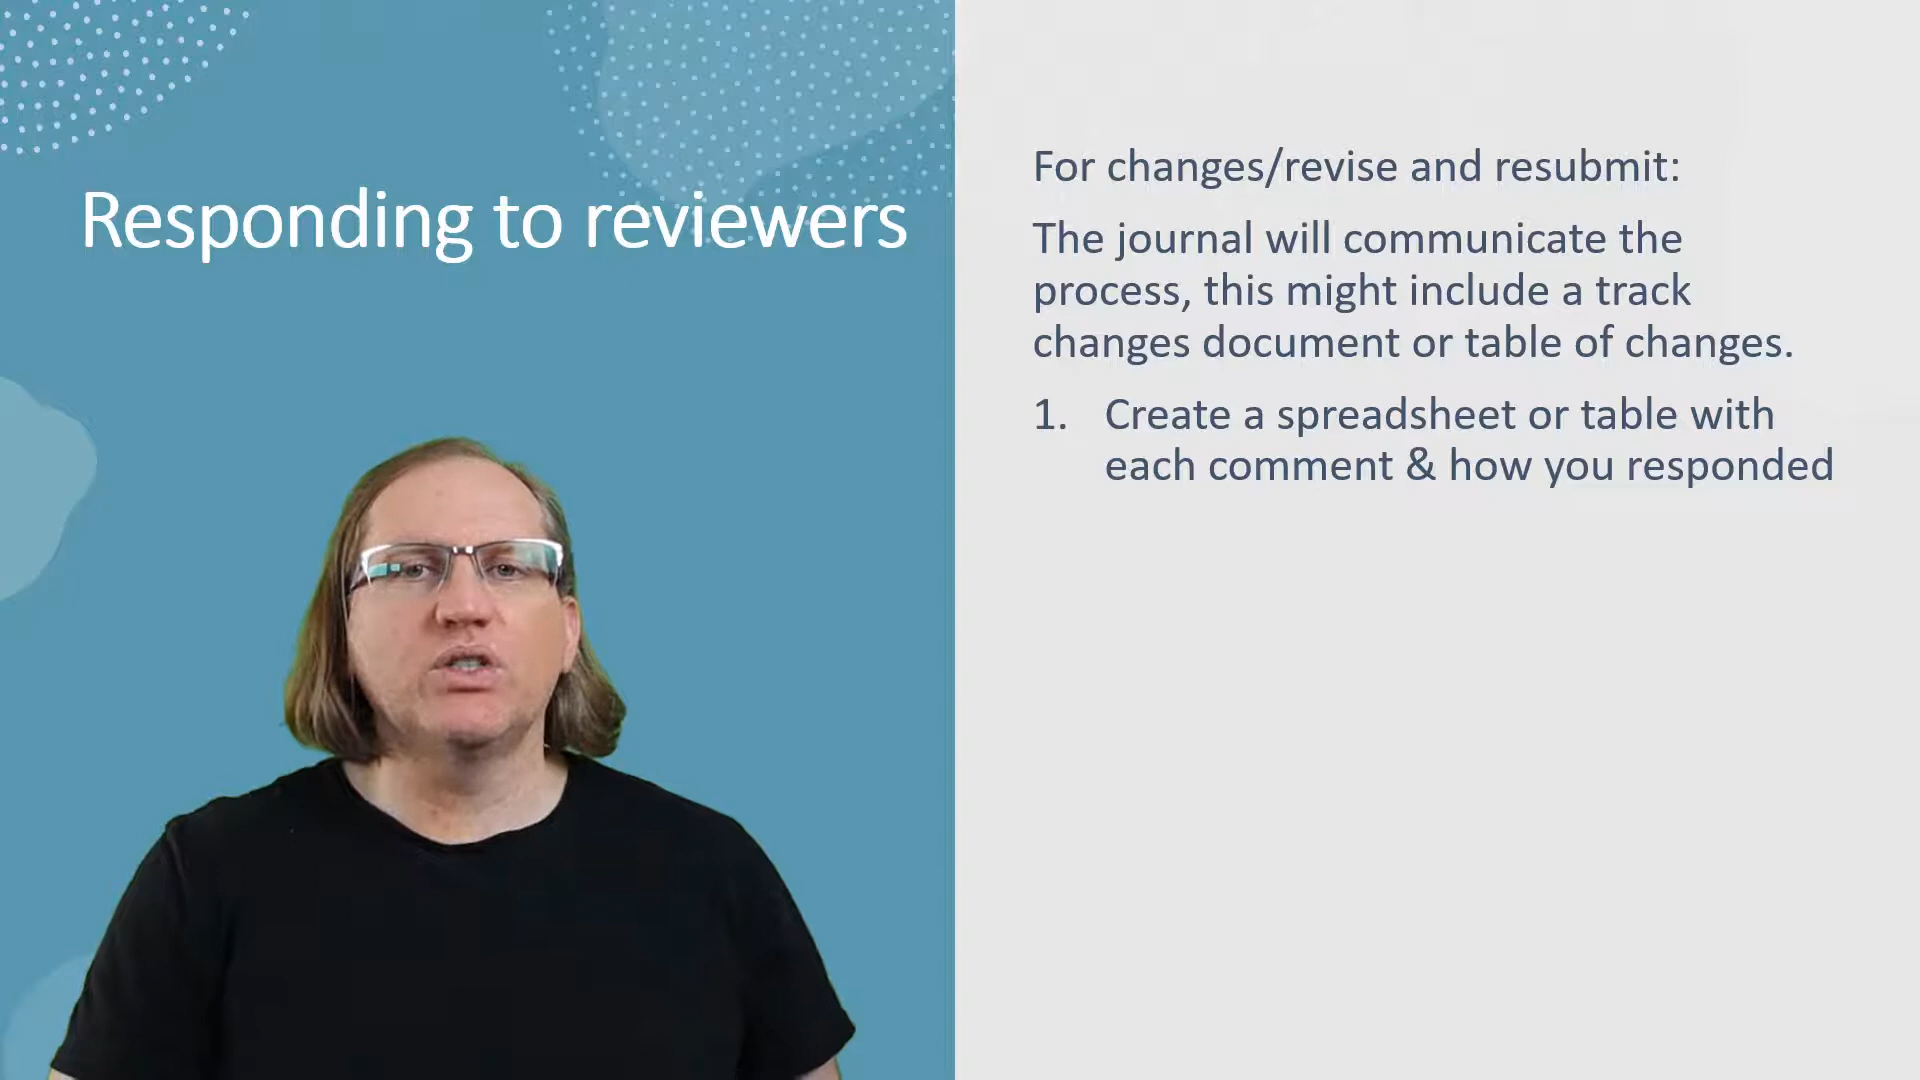 Responding to reviewers
For changes/revise and resubmit:
The journal will communicate the
process, this might include a track
changes document or table of changes.
1. Create a spreadsheet or table with
each comment & how you responded